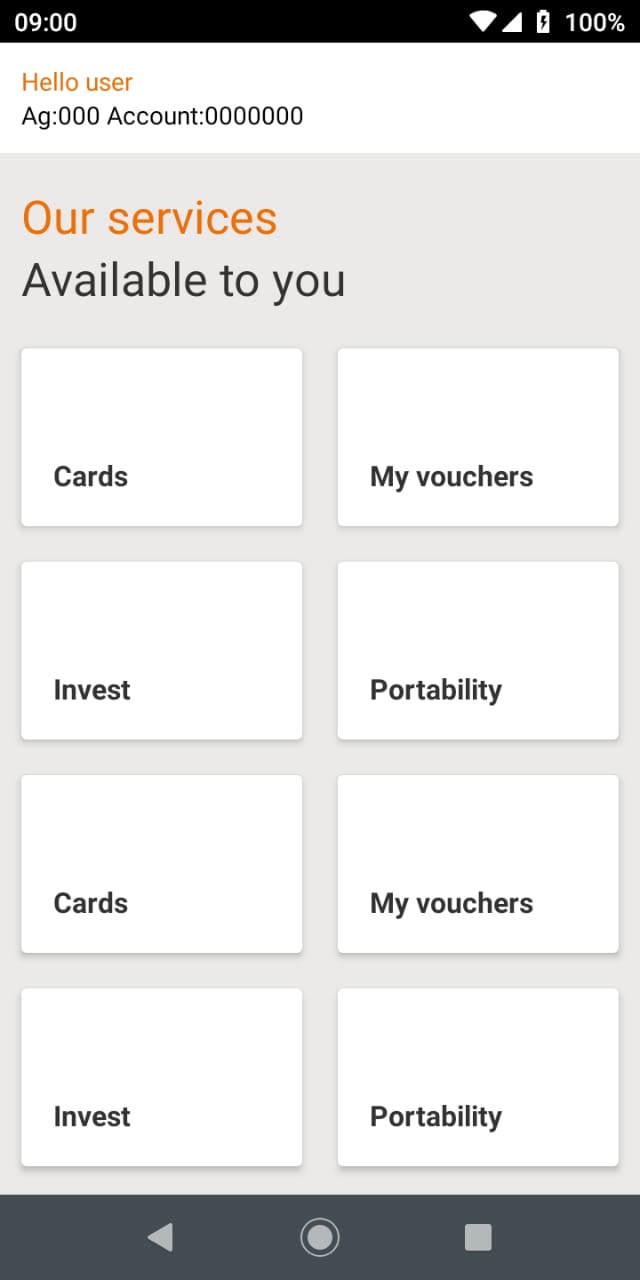 09:00 100%
Hello user
Ag:000 Account:0000000
Our services
Available to you
Cards My vouchers
Invest Portability
Cards My vouchers
Invest Portability